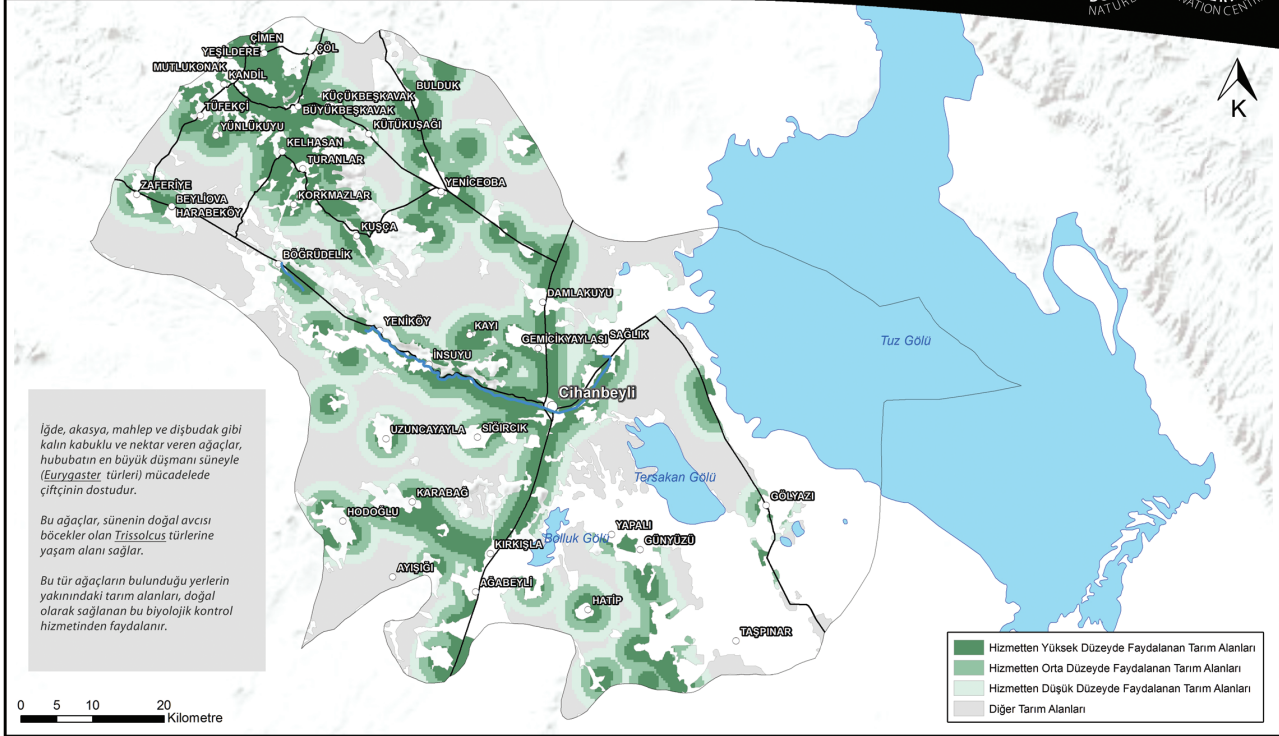 NATURE
NATION CENTRE
K
ÇİMEN
YEŞİLDERE
ÇÖL
MUTLUKONAK
KANDİL
BULDUK
KÜÇÜKBEŞKAVAK
TÜFEKÇİ
BÜYÜKBEŞKAVAK
YÜNLÜKUYU
KÜTÜKUŞAĞI
KELHASAN
TURANLAR
ZAFERİYE
YENİCEOBA
BEYLİOVA
KORKMAZLAR
HARABEKÖY
KUŞÇA
BÖĞRÜDELİK
DAMLAKUYU
YENİKÖY
KAYI
GEMİCİKYAYLASI
SAĞLIK
Tuz Gölü
İNSUYU
Cihanbeyli
UZUNCAYAYLA
SIĞIRCIK
Tersakan Gölü
KARABAĞ
GÖLYAZI
HODOĞLU
YAPALI
Bolluk Gölü
KIRKIŞLA
GÜNYÜZÜ
AYIŞIĞI
AĞABEYLİ
HATİP
TAŞPINAR
İğde, akasya, mahlep ve dişbudak gibi
kalın kabuklu ve nektar veren ağaçlar,
hububatın en büyük düşmanı süneyle
(Eurygaster türleri) mücadelede
çiftçinin dostudur.
Bu ağaçlar, sünenin doğal avcısı
böcekler olan Trissolcus türlerine
yaşam alanı sağlar.
Bu tür ağaçların bulunduğu yerlerin
yakınındaki tarım alanları, doğal
olarak sağlanan bu biyolojik kontrol
hizmetinden faydalanır.
Hizmetten Yüksek Düzeyde Faydalanan Tarım Alanları
Hizmetten Orta Düzeyde Faydalanan Tarım Alanları
Hizmetten Düşük Düzeyde Faydalanan Tarım Alanları
Diğer Tarım Alanları
0 5 10 20
Kilometre